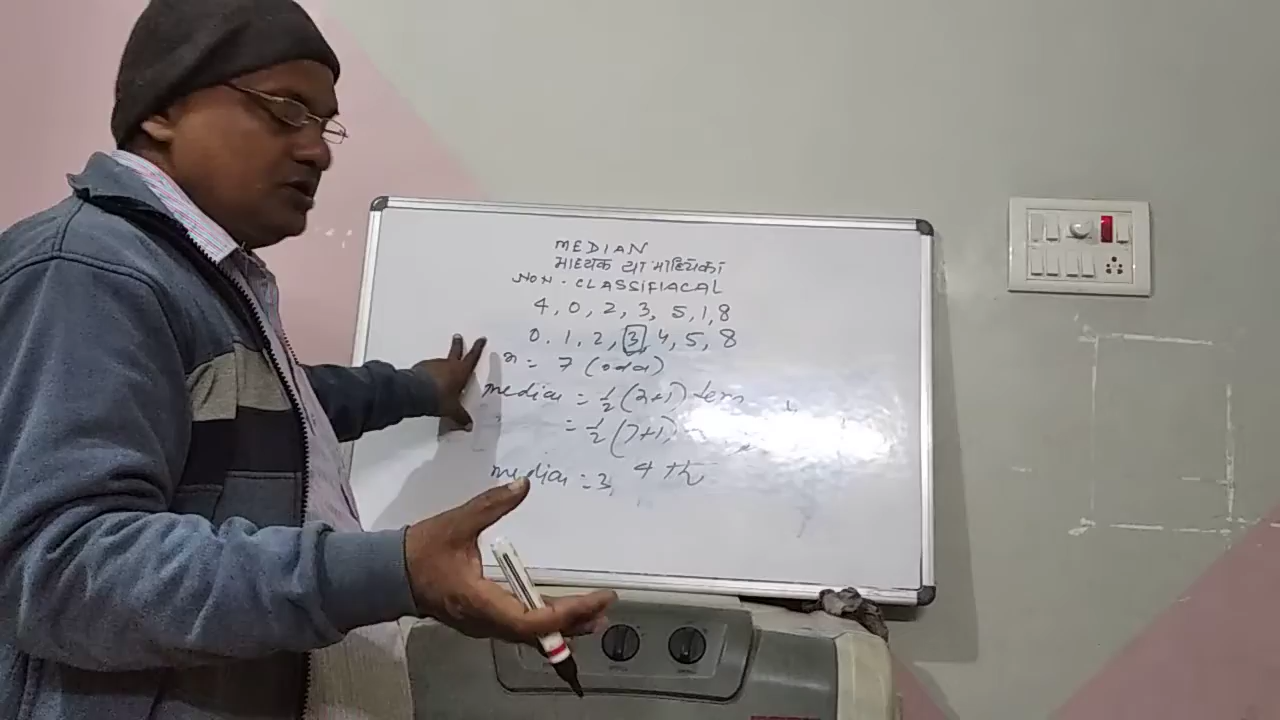 MEDIAN
माध्यक या माध्यिका
NON-CLASSIFIACAL
4, 0, 2, 3, 5, 1, 8
0, 1, 2, 3, 4, 5, 8
n = 7 (odd)
median = 1/2 (n+1) term
= 1/2 (7+1)
4 th
median = 3